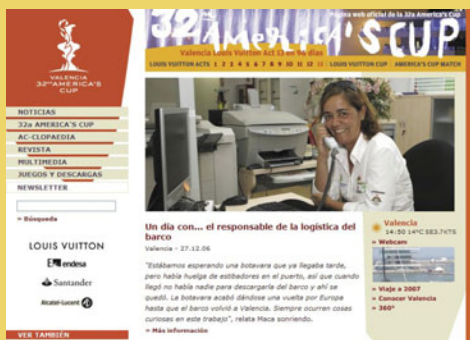 Página web oficial de la 32a America's Cup
32nd AMERICA'S CUP
Valencia Louis Vuitton Act 13 en 96 días
LOUIS VUITTON ACTS 1 2 3 4 5 6 7 8 9 10 11 12 13 | LOUIS VUITTON CUP | AMERICA'S CUP MATCH
VALENCIA
32nd AMERICA'S
CUP
NOTICIAS
32a AMERICA'S CUP
AC-CLOPAEDIA
REVISTA
MULTIMEDIA
JUEGOS Y DESCARGAS
NEWSLETTER
» Búsqueda
LOUIS VUITTON
endesa
Santander
Alcatel-Lucent
VER TAMBIÉN
Un día con... el responsable de la logística del
barco
Valencia - 27.12.06
"Estábamos esperando una botavara que ya llegaba tarde,
pero había huelga de estibadores en el puerto, así que cuando
llegó no había nadie para descargarla del barco y ahí se
quedó. La botavara acabó dándose una vuelta por Europa
hasta que el barco volvió a Valencia. Siempre ocurren cosas
curiosas en este trabajo", relata Maca sonriendo.
» Más información
Valencia
14:50 14°C SE3.7KTS
» Webcam
» Viaje a 2007
» Conocer Valencia
» 360°